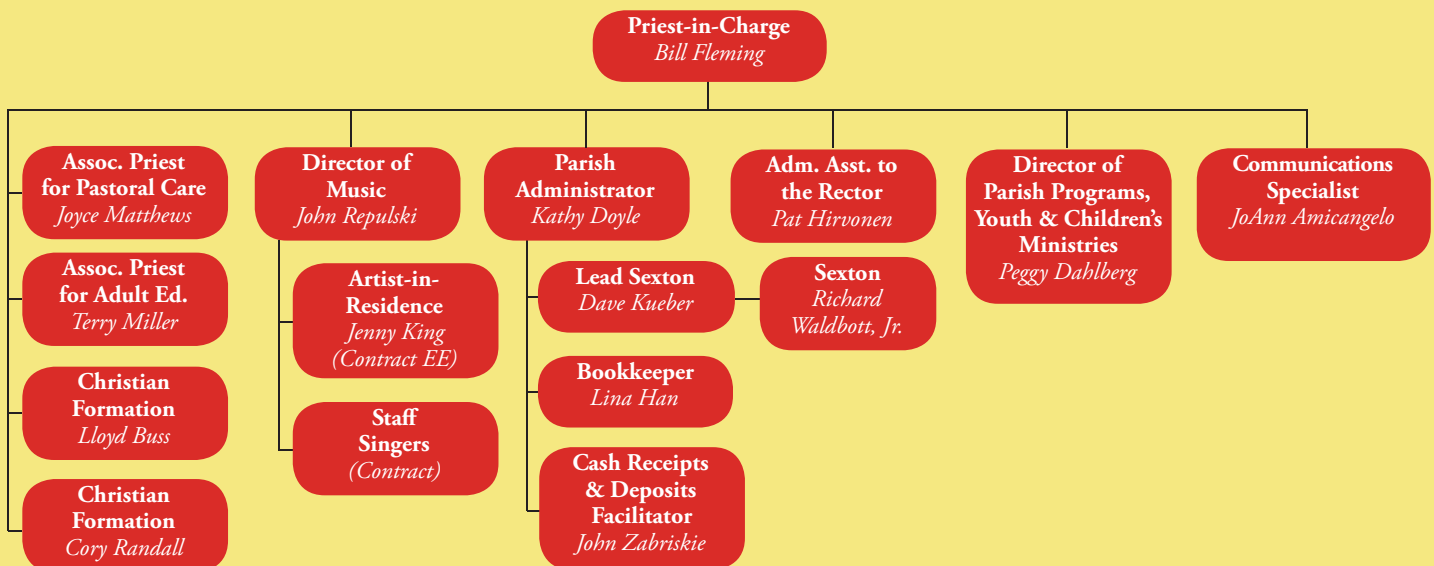 Priest-in-Charge
Bill Fleming
Assoc. Priest
for Pastoral Care
Joyce Matthews
Assoc. Priest
for Adult Ed.
Terry Miller
Christian
Formation
Lloyd Buss
Christian
Formation
Cory Randall
Director of
Music
John Repulski
Artist-in-
Residence
Jenny King
(Contract EE)
Staff
Singers
(Contract)
Parish
Administrator
Kathy Doyle
Lead Sexton
Dave Kueber
Sexton
Richard
Waldbott, Jr.
Bookkeeper
Lina Han
Cash Receipts
& Deposits
Facilitator
John Zabriskie
Adm. Asst. to
the Rector
Pat Hirvonen
Director of
Parish Programs,
Youth & Children’s
Ministries
Peggy Dahlberg
Communications
Specialist
JoAnn Amicangelo